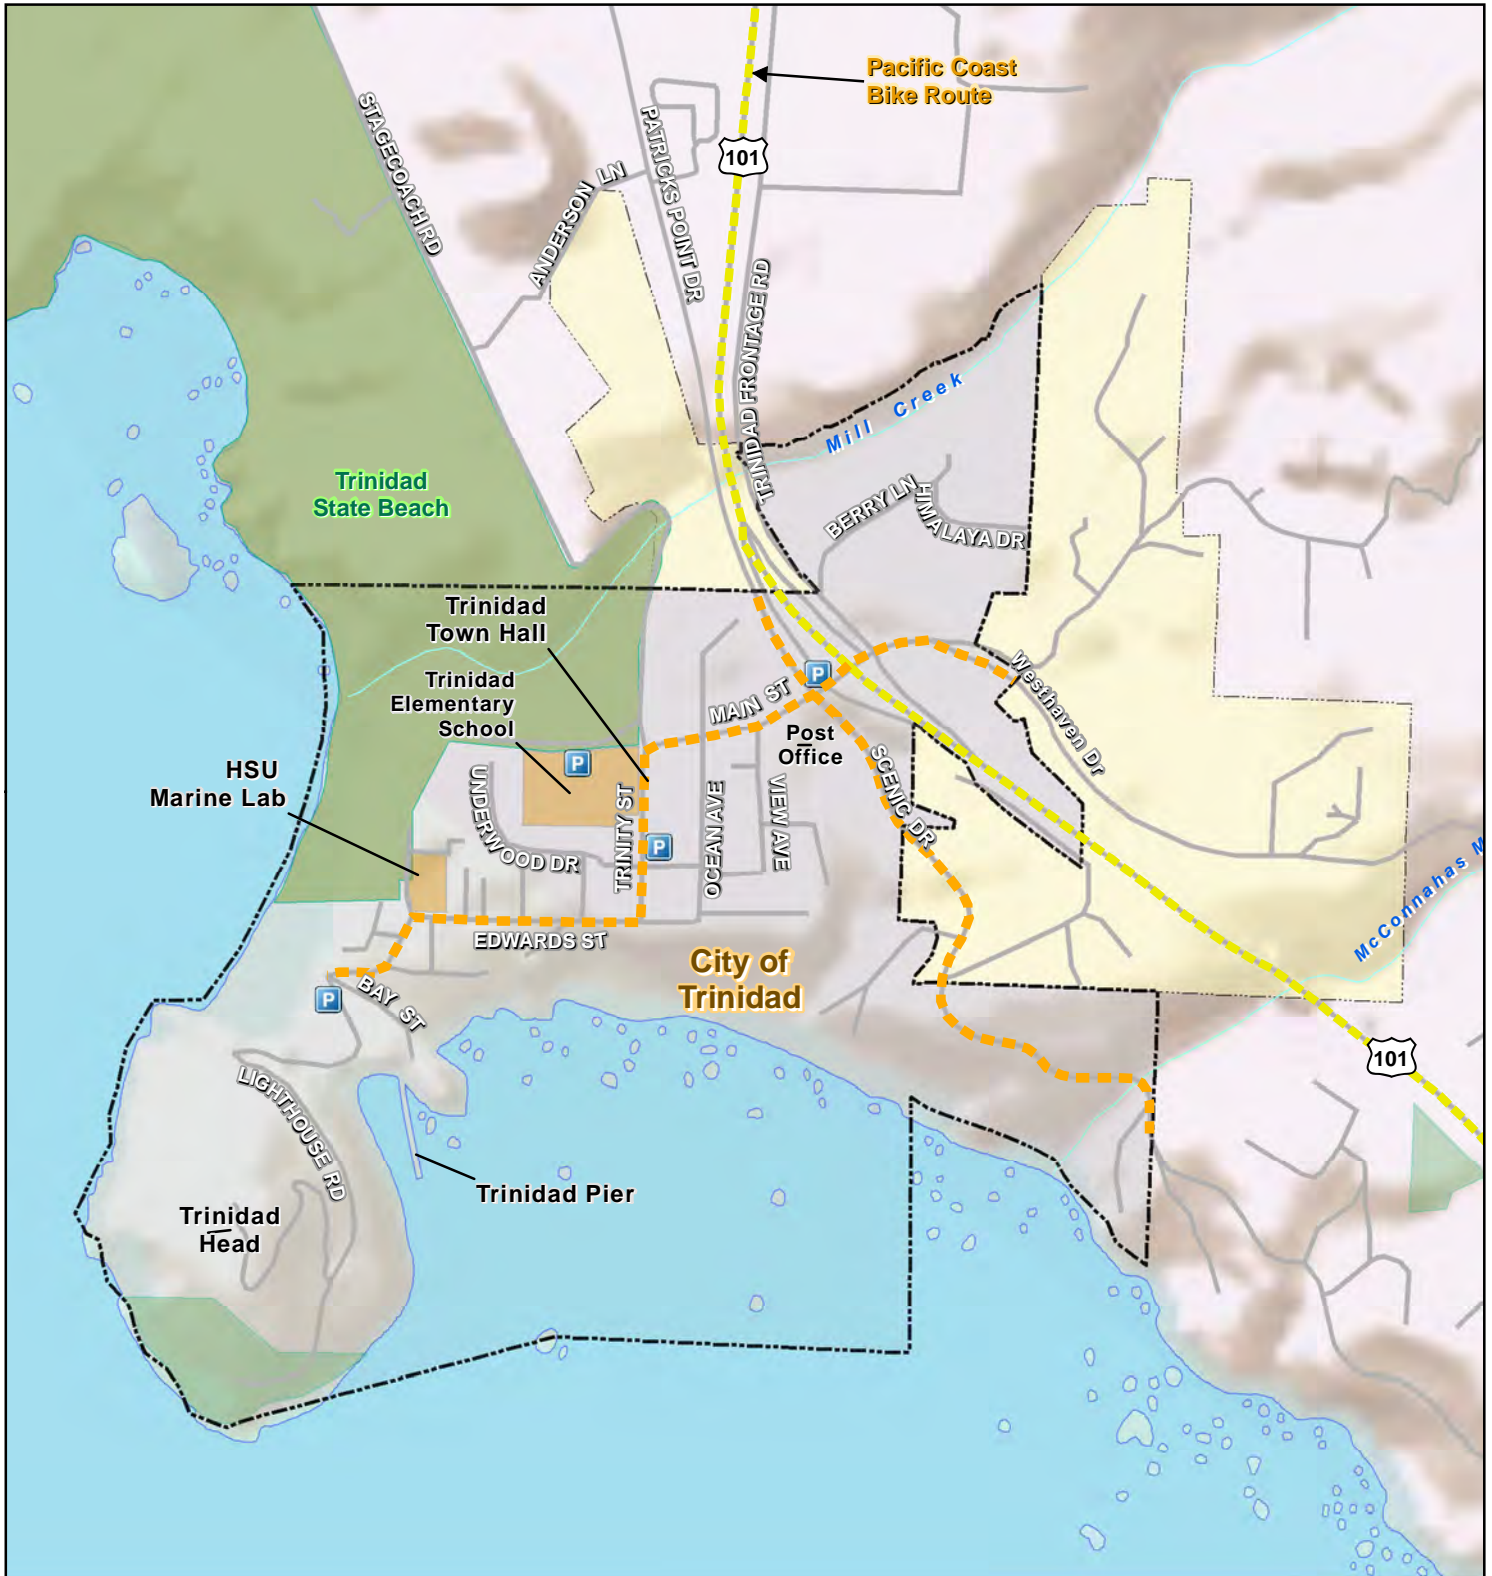 Pacific Coast
Bike Route
STAGECOACH RD
PATRICKS POINT DR
101
ANDERSON LN
TRINIDAD FRONTAGE RD
Mill Creek
Trinidad
State Beach
BERRY LN
HIMALAYA DR
Trinidad
Town Hall
Trinidad
Elementary
School
P
MAIN ST
Westhaven Dr
Post
Office
HSU
Marine Lab
P
UNDERWOOD DR
TRINITY ST
OCEAN AVE
VIEW AVE
SCENIC DR
P
McConnahas M
EDWARDS ST
City of
Trinidad
BAY ST
P
101
LIGHTHOUSE RD
Trinidad Pier
Trinidad
Head